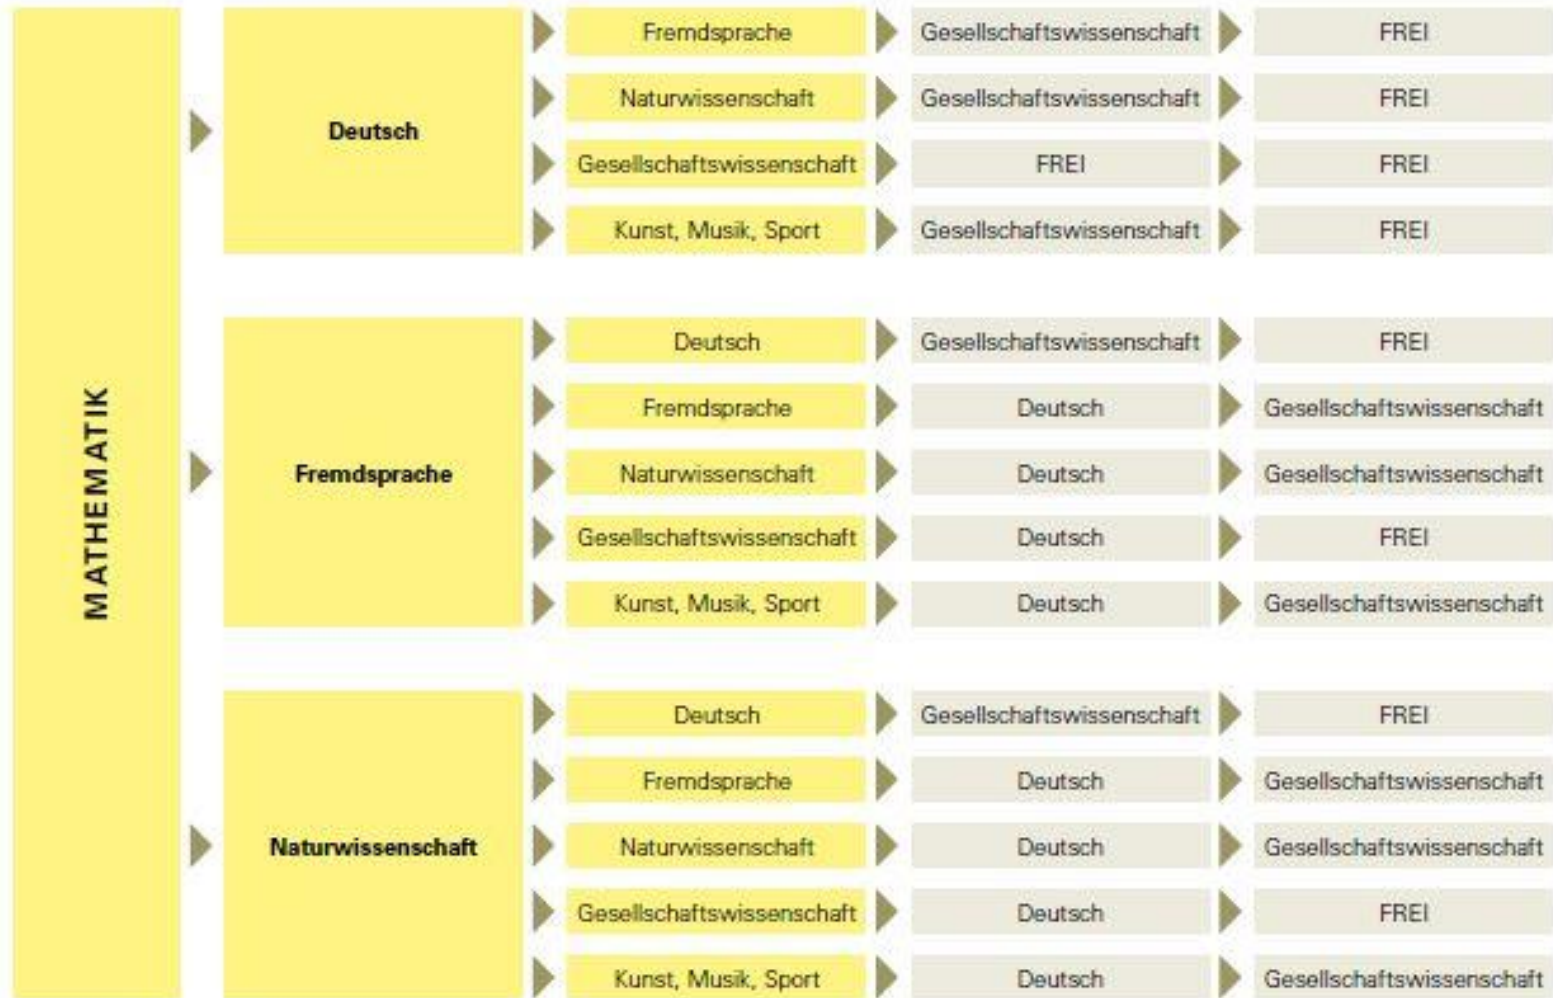 MATHEMATIK
Deutsch
Fremdsprache Gesellschaftswissenschaft FREI
Naturwissenschaft Gesellschaftswissenschaft FREI
Gesellschaftswissenschaft FREI FREI
Kunst, Musik, Sport Gesellschaftswissenschaft FREI
Fremdsprache
Deutsch Gesellschaftswissenschaft FREI
Fremdsprache Deutsch Gesellschaftswissenschaft
Naturwissenschaft Deutsch Gesellschaftswissenschaft
Gesellschaftswissenschaft Deutsch FREI
Kunst, Musik, Sport Deutsch Gesellschaftswissenschaft
Naturwissenschaft
Deutsch Gesellschaftswissenschaft FREI
Fremdsprache Deutsch Gesellschaftswissenschaft
Naturwissenschaft Deutsch Gesellschaftswissenschaft
Gesellschaftswissenschaft Deutsch FREI
Kunst, Musik, Sport Deutsch Gesellschaftswissenschaft